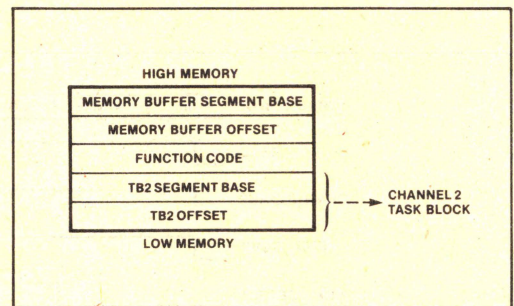 HIGH MEMORY
MEMORY BUFFER SEGMENT BASE
MEMORY BUFFER OFFSET
FUNCTION CODE
TB2 SEGMENT BASE
TB2 OFFSET
CHANNEL 2
TASK BLOCK
LOW MEMORY